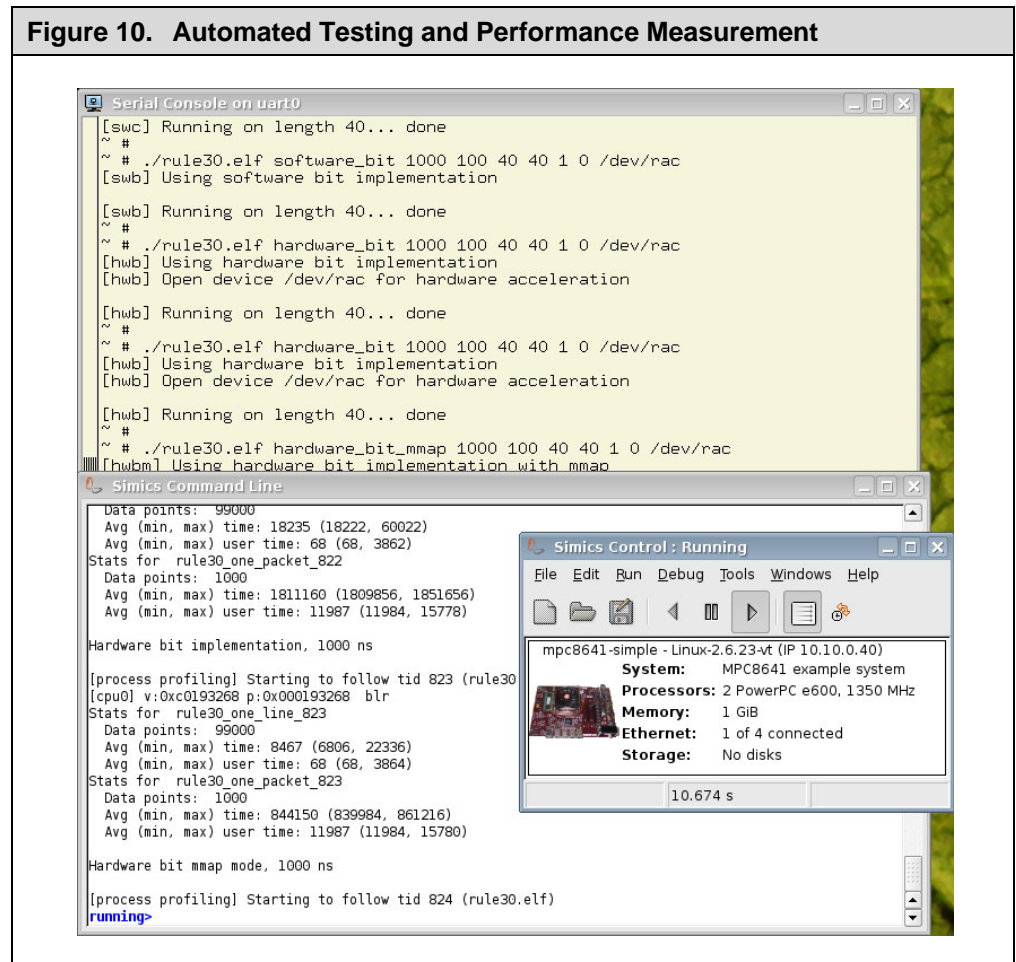 Figure 10. Automated Testing and Performance Measurement
Serial Console on uart0
[swc] Running on length 40... done
~ #
~ # ./rule30.elf software_bit 1000 100 40 40 1 0 /dev/rac
[swb] Using software bit implementation
[swb] Running on length 40... done
~ #
~ # ./rule30.elf hardware_bit 1000 100 40 40 1 0 /dev/rac
[hwb] Using hardware bit implementation
[hwb] Open device /dev/rac for hardware acceleration
[hwb] Running on length 40... done
~ #
~ # ./rule30.elf hardware_bit 1000 100 40 40 1 0 /dev/rac
[hwb] Using hardware bit implementation
[hwb] Open device /dev/rac for hardware acceleration
[hwb] Running on length 40... done
~ #
~ # ./rule30.elf hardware_bit_mmap 1000 100 40 40 1 0 /dev/rac
[hwbm] Using hardware bit implementation with mmap
Simics Command Line
Data points: 99000
Avg (min, max) time: 18235 (18222, 60022)
Avg (min, max) user time: 68 (68, 3862)
Stats for rule30_one_packet_822
Data points: 1000
Avg (min, max) time: 1811160 (1809856, 1851656)
Avg (min, max) user time: 11987 (11984, 15778)
Hardware bit implementation, 1000 ns
[process profiling] Starting to follow tid 823 (rule30
[cpu0] v:0xc0193268 p:0x000193268 blr
Stats for rule30_one_line_823
Data points: 99000
Avg (min, max) time: 8467 (6806, 22336)
Avg (min, max) user time: 68 (68, 3864)
Stats for rule30_one_packet_823
Data points: 1000
Avg (min, max) time: 844150 (839984, 861216)
Avg (min, max) user time: 11987 (11984, 15780)
Hardware bit mmap mode, 1000 ns
[process profiling] Starting to follow tid 824 (rule30.elf)
running>
Simics Control : Running
File Edit Run Debug Tools Windows Help
mpc8641-simple - Linux-2.6.23-vt (IP 10.10.0.40)
System: MPC8641 example system
Processors: 2 PowerPC e600, 1350 MHz
Memory: 1 GiB
Ethernet: 1 of 4 connected
Storage: No disks
10.674 s